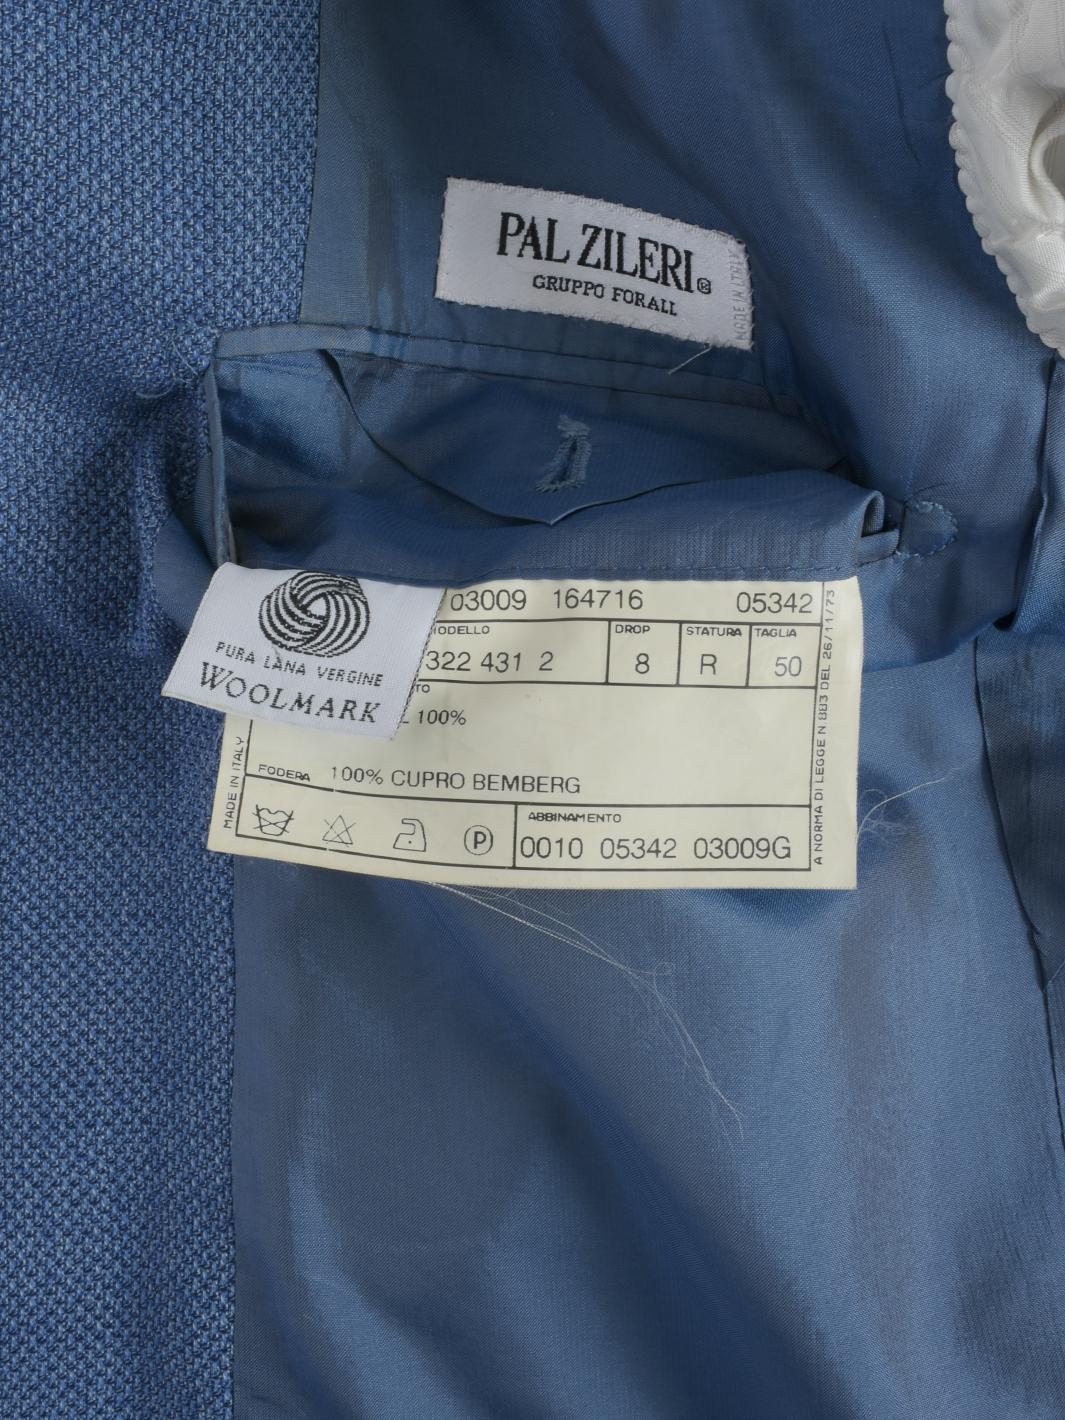 PAL ZILERI®
GRUPPO FORALL
MADE IN ITALY
PURA LANA VERGINE
WOOLMARK
03009 164716 05342
DROP STATURA TAGLIA
322 431 2 8 R 50
100%
FODERA 100% CUPRO BEMBERG
ABBINAMENTO
P 0010 05342 03009G
MADE IN ITALY
A NORMA DI LEGGE N 883 DEL 26/11/73